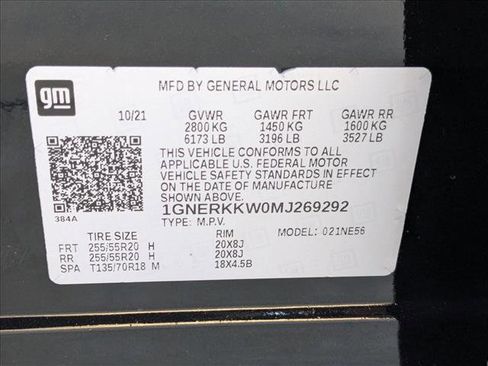 gm
MFD BY GENERAL MOTORS LLC
10/21 GVWR GAWR FRT GAWR RR
2800 KG 1450 KG 1600 KG
6173 LB 3196 LB 3527 LB
THIS VEHICLE CONFORMS TO ALL
APPLICABLE U.S. FEDERAL MOTOR
VEHICLE SAFETY STANDARDS IN EFFECT
ON THE DATE OF MANUFACTURE
384A
1GNERKKW0MJ269292
TYPE: M.P.V. MODEL: 021NE56
TIRE SIZE RIM
FRT 255/55R20 H 20X8J
RR 255/55R20 H 20X8J
SPA T135/70R18 M 18X4.5B